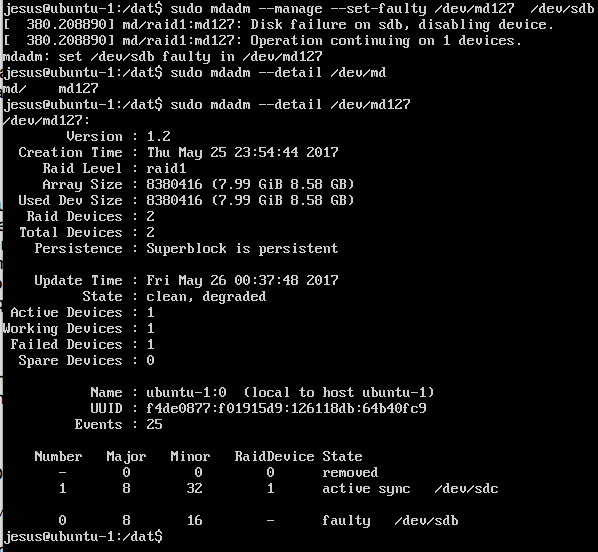 jesus@ubuntu-1:/dat$ sudo mdadm --manage --set-faulty /dev/md127  /dev/sdb
[  380.208890] md/raid1:md127: Disk failure on sdb, disabling device.
[  380.208890] md/raid1:md127: Operation continuing on 1 devices.
mdadm: set /dev/sdb faulty in /dev/md127
jesus@ubuntu-1:/dat$ sudo mdadm --detail /dev/md
md/    md127
jesus@ubuntu-1:/dat$ sudo mdadm --detail /dev/md127
/dev/md127:
Version : 1.2
Creation Time : Thu May 25 23:54:44 2017
Raid Level : raid1
Array Size : 8380416 (7.99 GiB 8.58 GB)
Used Dev Size : 8380416 (7.99 GiB 8.58 GB)
Raid Devices : 2
Total Devices : 2
Persistence : Superblock is persistent
Update Time : Fri May 26 00:37:48 2017
State : clean, degraded
Active Devices : 1
Working Devices : 1
Failed Devices : 1
Spare Devices : 0
Name : ubuntu-1:0  (local to host ubuntu-1)
UUID : f4de0877:f01915d9:126118db:64b40fc9
Events : 25
Number   Major   Minor   RaidDevice State
-       0        0        0      removed
1       8       32        1      active sync   /dev/sdc
0       8       16        -      faulty   /dev/sdb
jesus@ubuntu-1:/dat$